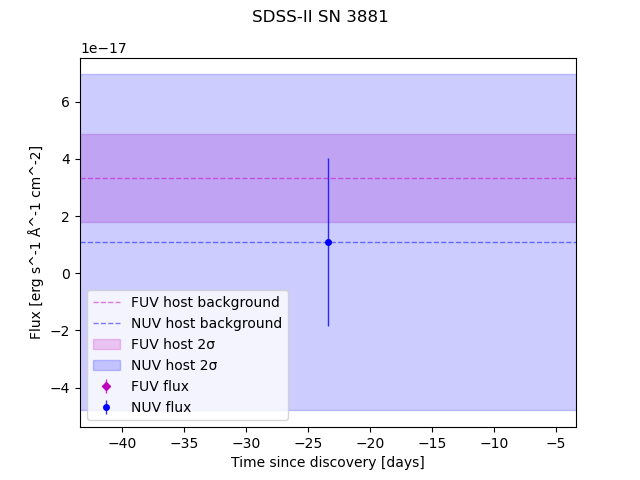 SDSS-II SN 3881
1e−17
6
4
2
0
−2
−4
Flux [erg s^-1 Å^-1 cm^-2]
FUV host background
NUV host background
FUV host 2σ
NUV host 2σ
FUV flux
NUV flux
−40 −35 −30 −25 −20 −15 −10 −5
Time since discovery [days]